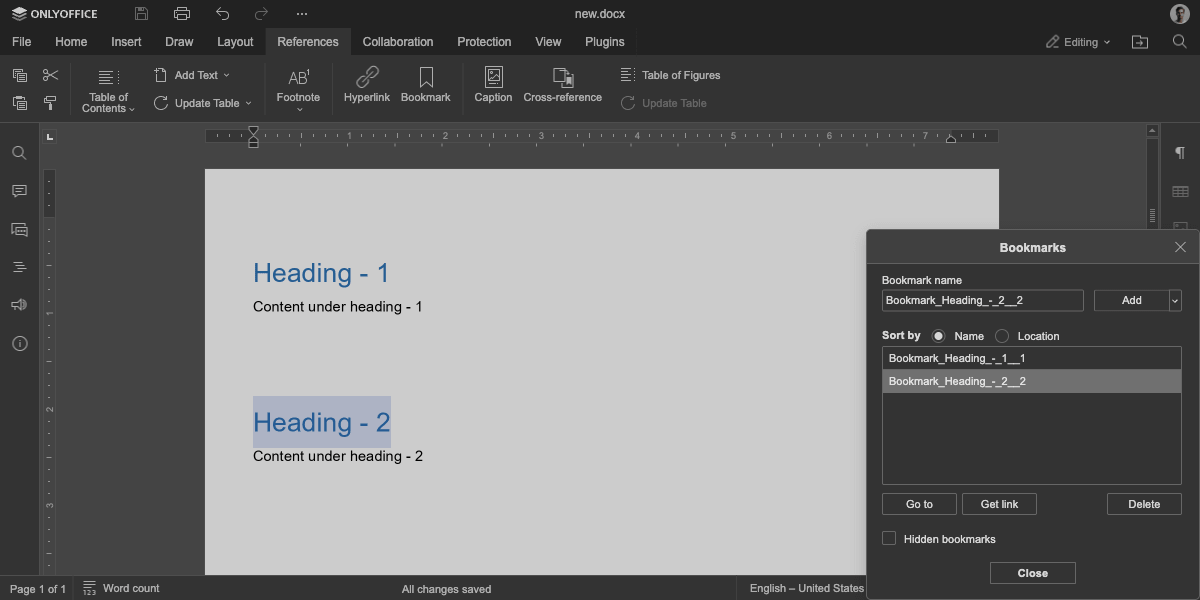 ONLYOFFICE
new.docx
File Home Insert Draw Layout References Collaboration Protection View Plugins
Editing
Table of Contents
Add Text
Update Table
AB1
Footnote
Hyperlink
Bookmark
Caption
Cross-reference
Table of Figures
Update Table
1 2 3 4 5 6 7
1
2
3
Heading - 1
Content under heading - 1
Heading - 2
Content under heading - 2
Bookmarks
Bookmark name
Bookmark_Heading_-_2__2
Add
Sort by Name Location
Bookmark_Heading_-_1__1
Bookmark_Heading_-_2__2
Go to Get link Delete
Hidden bookmarks
Close
Page 1 of 1
123
Word count
All changes saved
English – United States